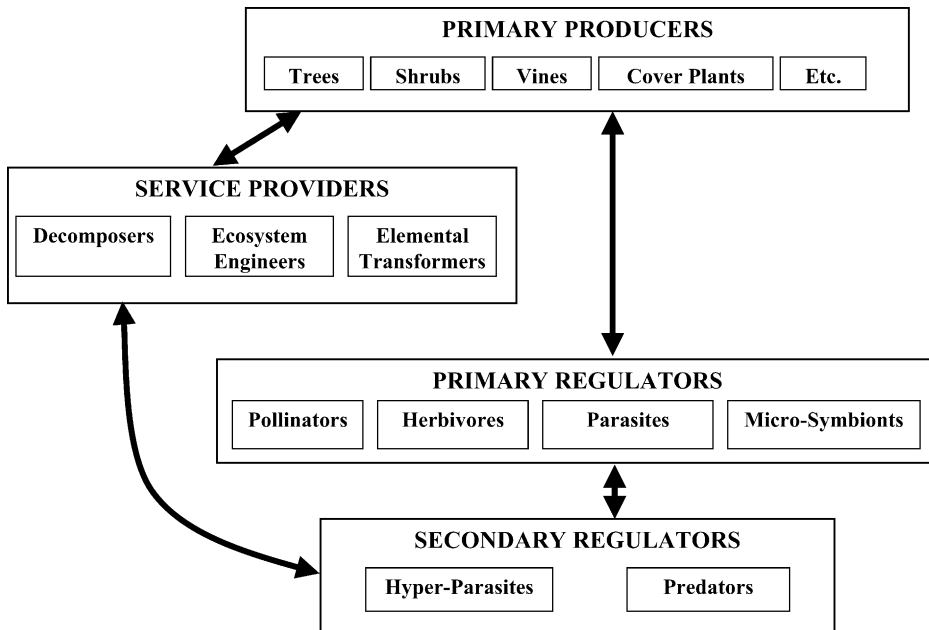 PRIMARY PRODUCERS
Trees
Shrubs
Vines
Cover Plants
Etc.
SERVICE PROVIDERS
Decomposers
Ecosystem
Engineers
Elemental
Transformers
PRIMARY REGULATORS
Pollinators
Herbivores
Parasites
Micro-Symbionts
SECONDARY REGULATORS
Hyper-Parasites
Predators